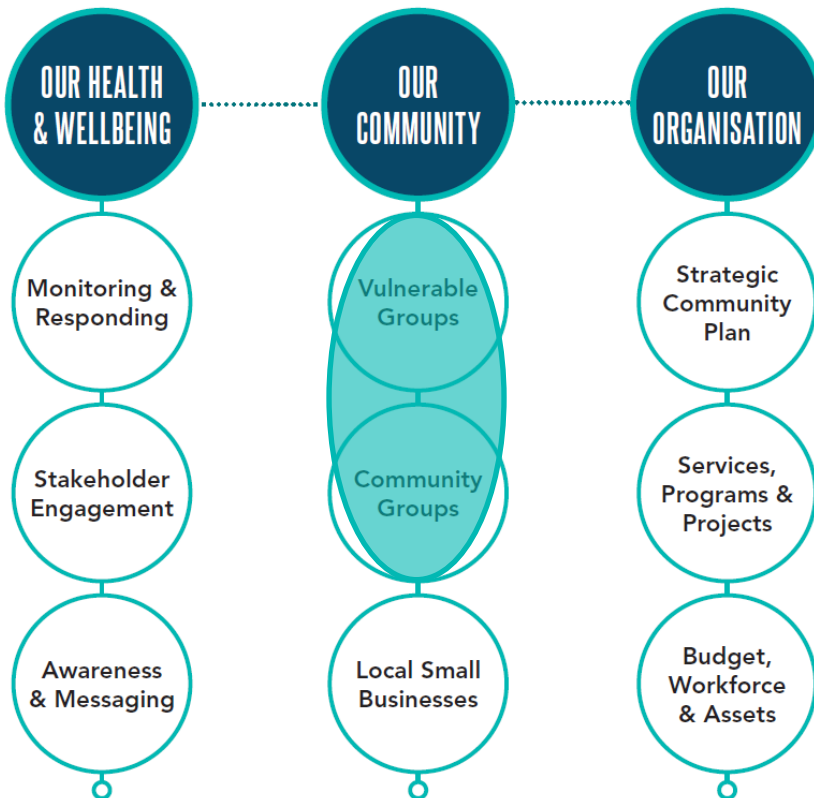 OUR HEALTH
& WELLBEING
OUR
COMMUNITY
OUR
ORGANISATION
Monitoring &
Responding
Vulnerable
Groups
Strategic
Community
Plan
Stakeholder
Engagement
Community
Groups
Services,
Programs &
Projects
Awareness
& Messaging
Local Small
Businesses
Budget,
Workforce
& Assets